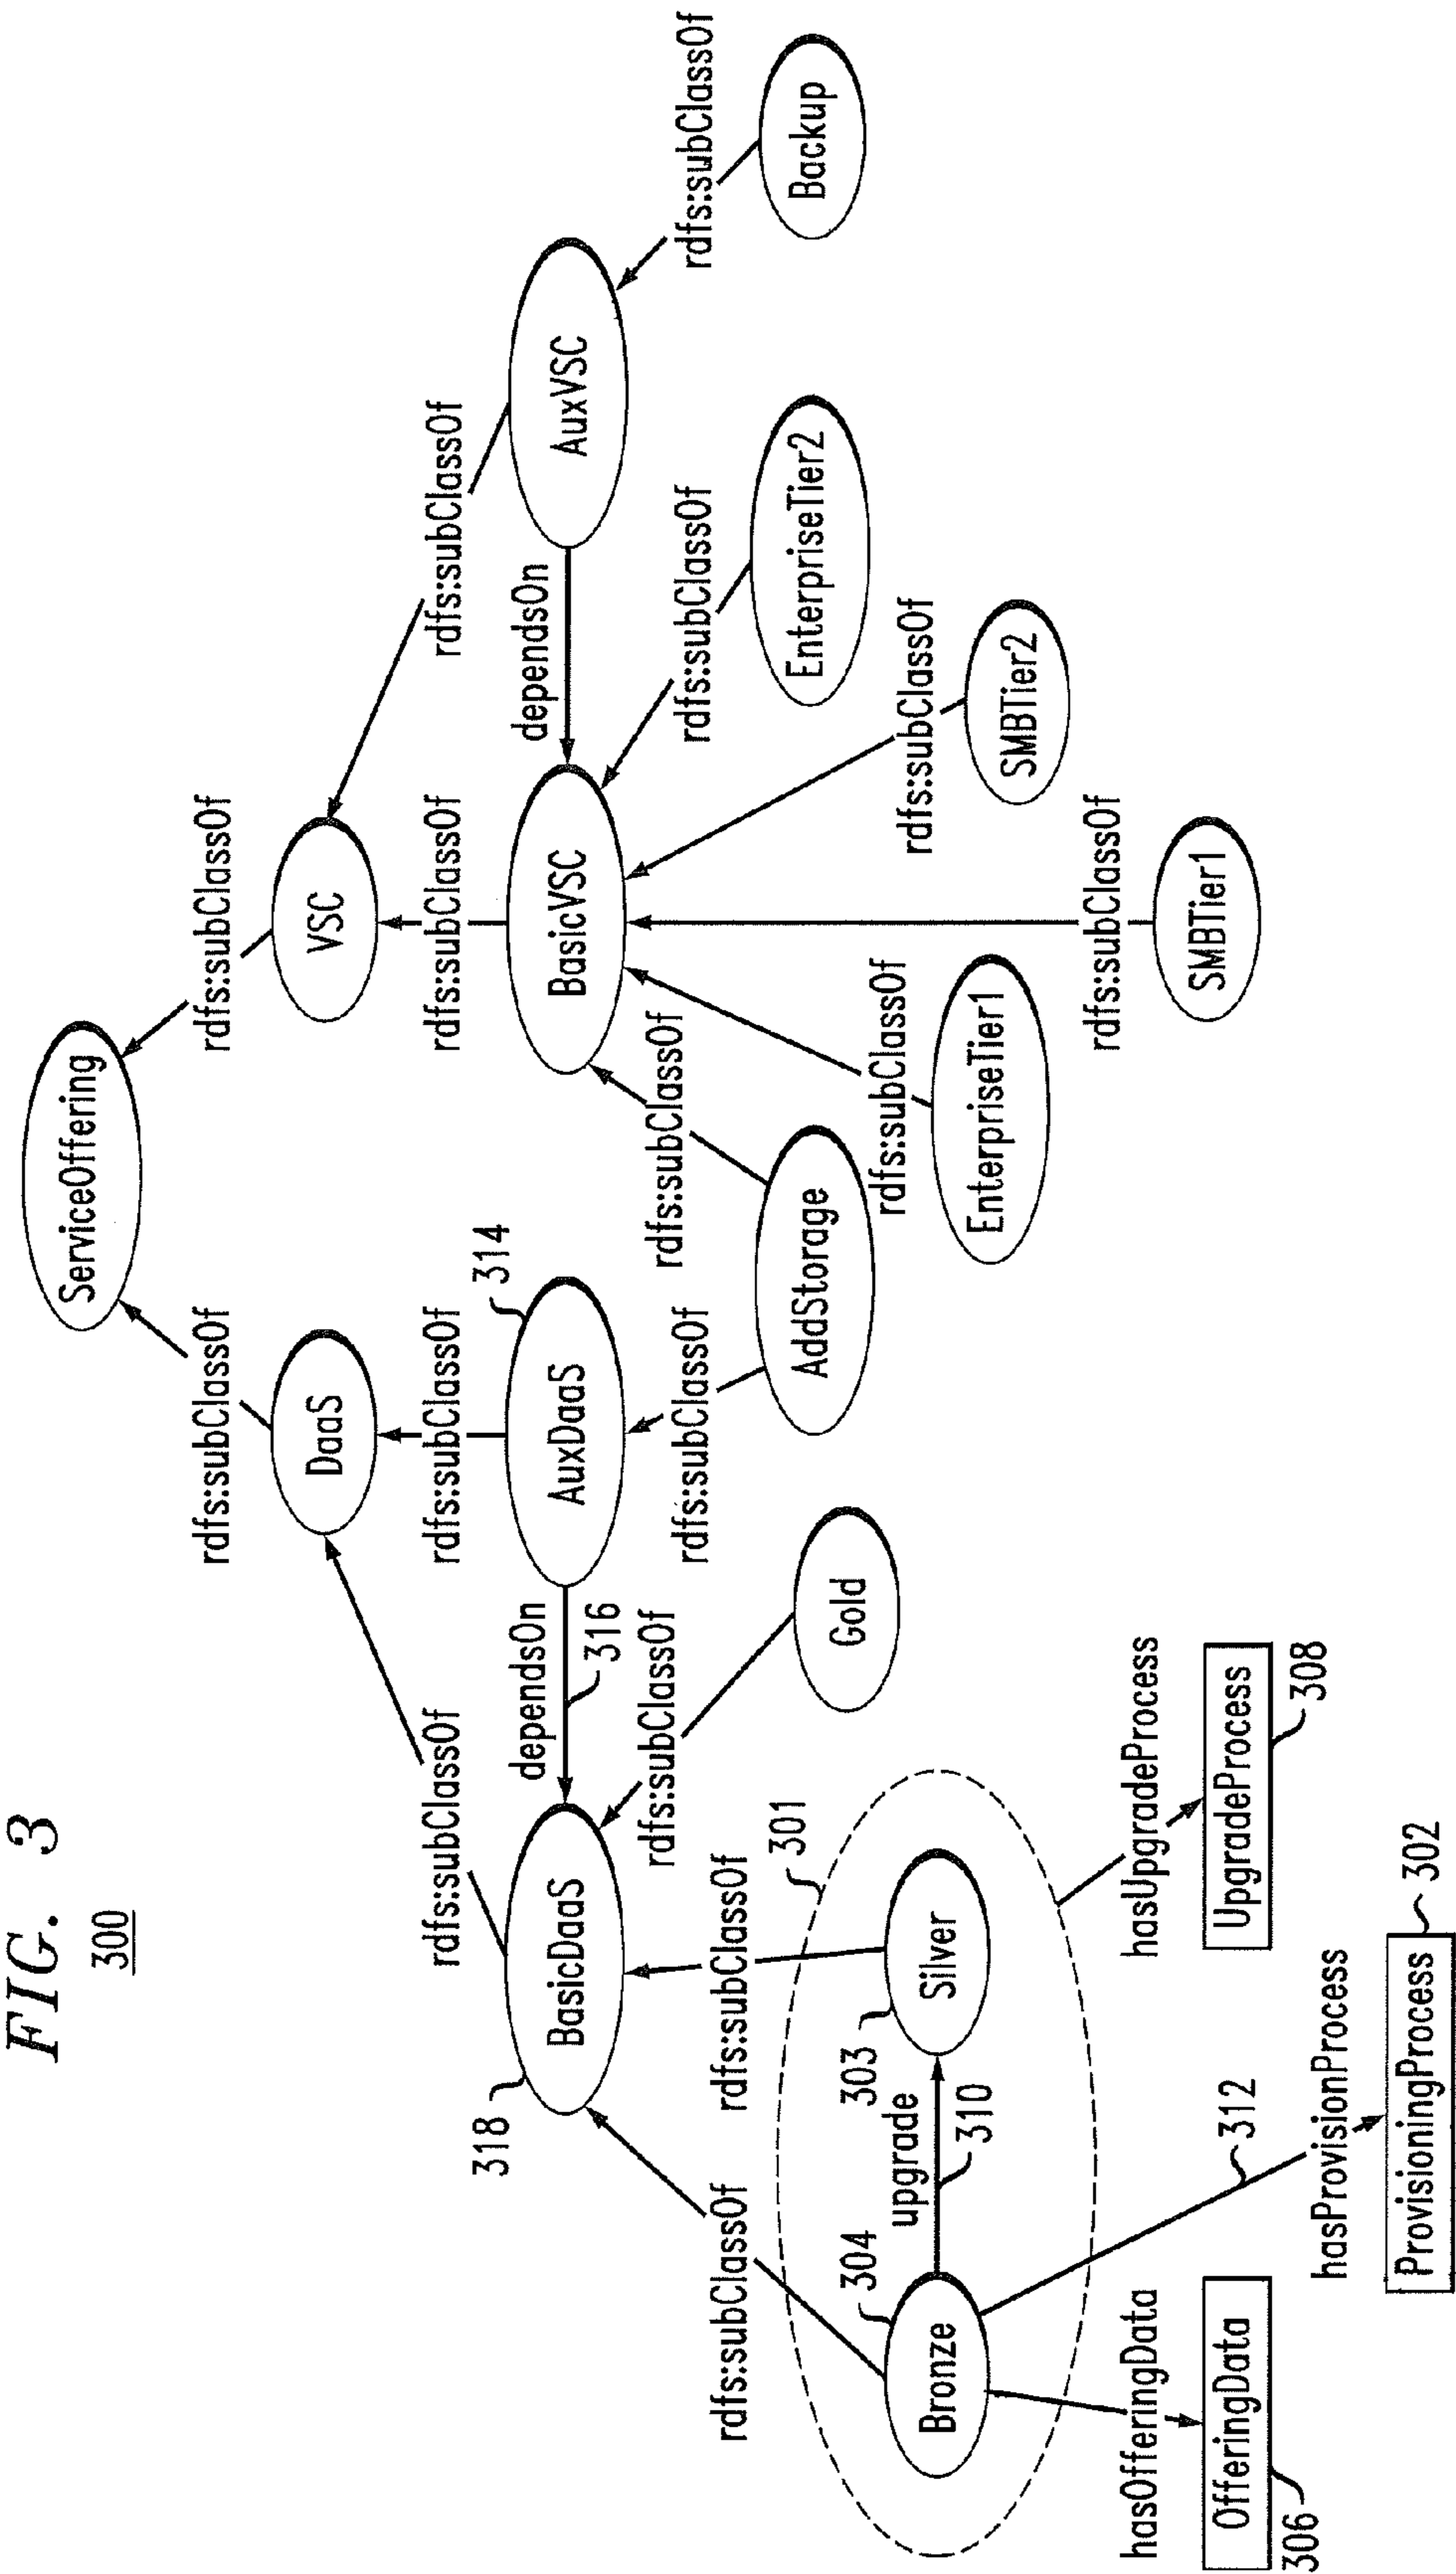 FIG. 3
300
ServiceOffering
rdfs:subClassOf
rdfs:subClassOf
DaaS
VSC
rdfs:subClassOf
rdfs:subClassOf
rdfs:subClassOf
rdfs:subClassOf
318
BasicDaaS
dependsOn
316
AuxDaaS
314
BasicVSC
dependsOn
AuxVSC
rdfs:subClassOf
rdfs:subClassOf
rdfs:subClassOf
rdfs:subClassOf
rdfs:subClassOf
rdfs:subClassOf
rdfs:subClassOf
301
Gold
AddStorage
EnterpriseTier2
Backup
Bronze
304
upgrade
310
303
Silver
rdfs:subClassOf
EnterpriseTier1
rdfs:subClassOf
SMBTier2
rdfs:subClassOf
SMBTier1
hasOfferingData
hasUpgradeProcess
306
OfferingData
312
UpgradeProcess
308
hasProvisionProcess
ProvisioningProcess
302